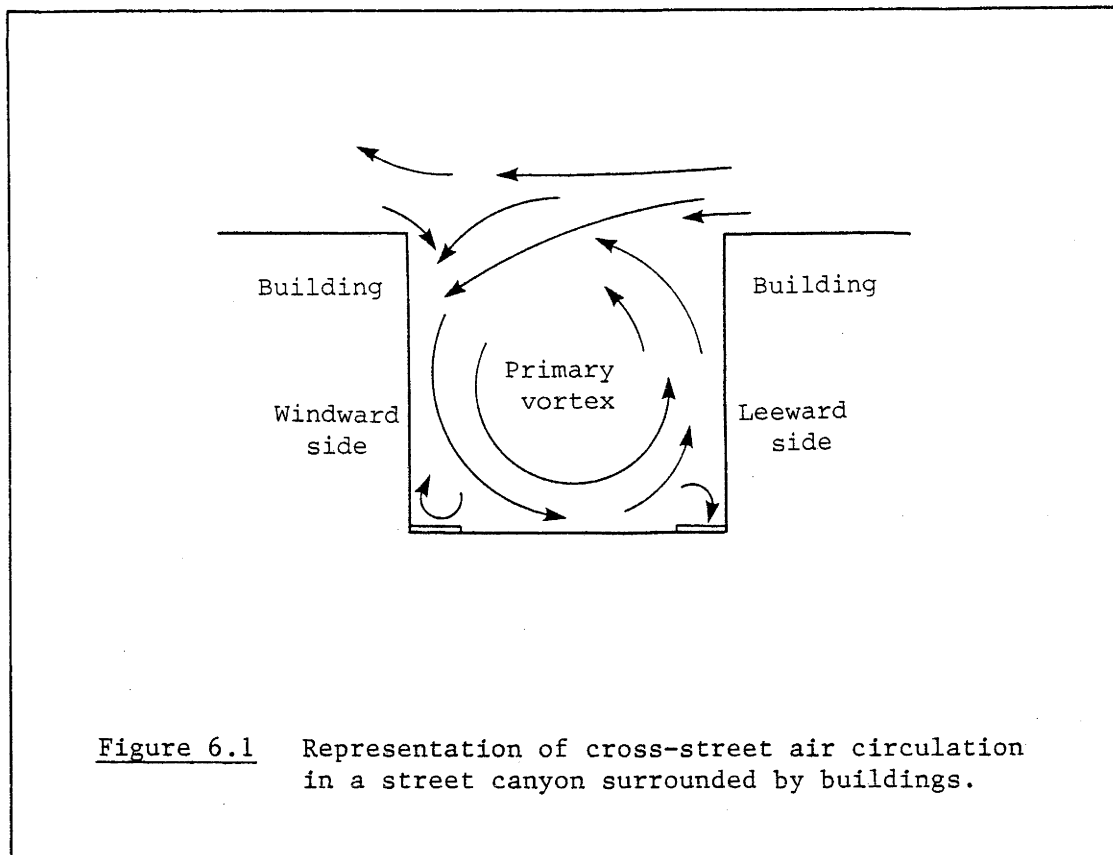 Building
Building
Primary
vortex
Windward
side
Leeward
side
Figure 6.1 Representation of cross-street air circulation
in a street canyon surrounded by buildings.